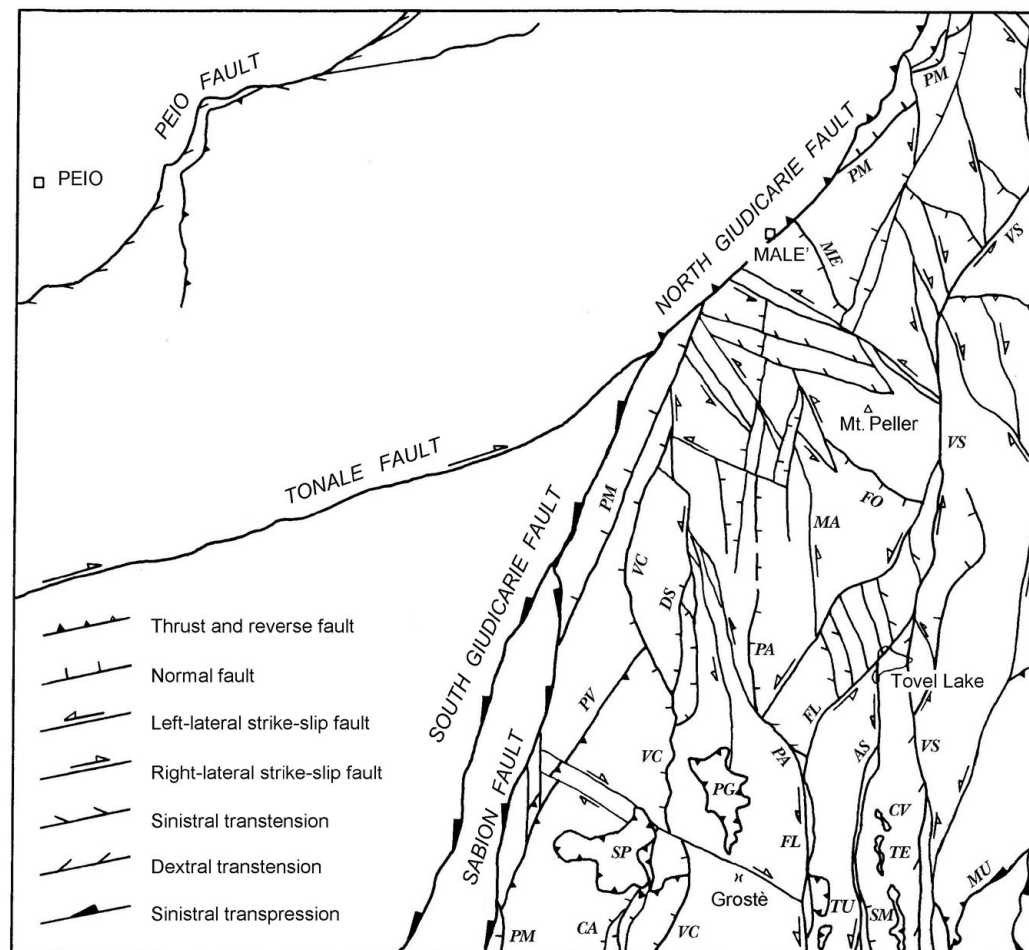 PEIO FAULT
PEIO
NORTH GIUDICARIE FAULT
PM
PM
MALE'
ME
VS
VS
Mt. Peller
TONALE FAULT
SOUTH GIUDICARIE FAULT
PM
VC
DS
MA
FO
PA
Tovel Lake
FL
PV
SABION FAULT
VC
PG
PA
AS
VS
FL
CV
TE
SP
Grostè
TU
SM
MU
PM
CA
VC
Thrust and reverse fault
Normal fault
Left-lateral strike-slip fault
Right-lateral strike-slip fault
Sinistral transtension
Dextral transtension
Sinistral transpression